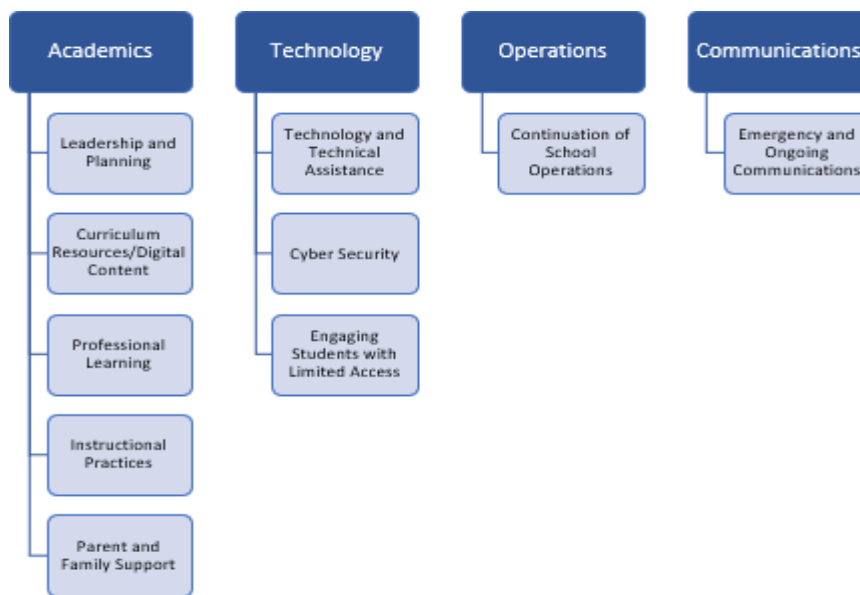 Academics
Leadership and
Planning
Curriculum
Resources/Digital
Content
Professional
Learning
Instructional
Practices
Parent and
Family Support
Technology
Technology and
Technical
Assistance
Cyber Security
Engaging
Students with
Limited Access
Operations
Continuation of
School
Operations
Communications
Emergency and
Ongoing
Communications